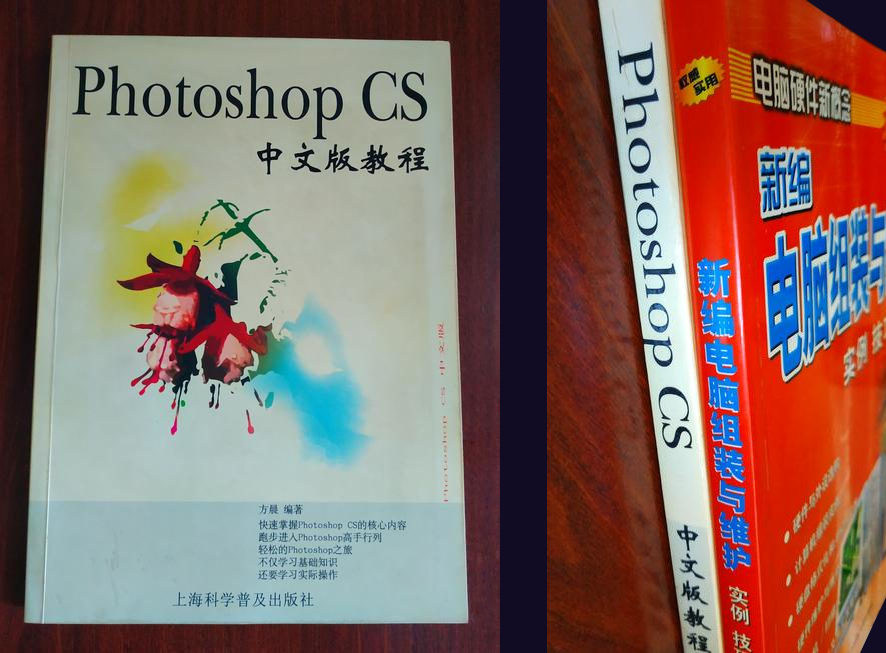 Photoshop CS
中文版教程
Photoshop CS 中文版
方晨 编著
快速掌握Photoshop CS的核心内容
跑步进入Photoshop高手行列
轻松的Photoshop之旅
不仅学习基础知识
还要学习实际操作
上海科学普及出版社
Photoshop CS
中文版教程
权威
实用
新编电脑组装与维护
实例 技
电脑硬件新概念
新编
电脑组装与
实例 技